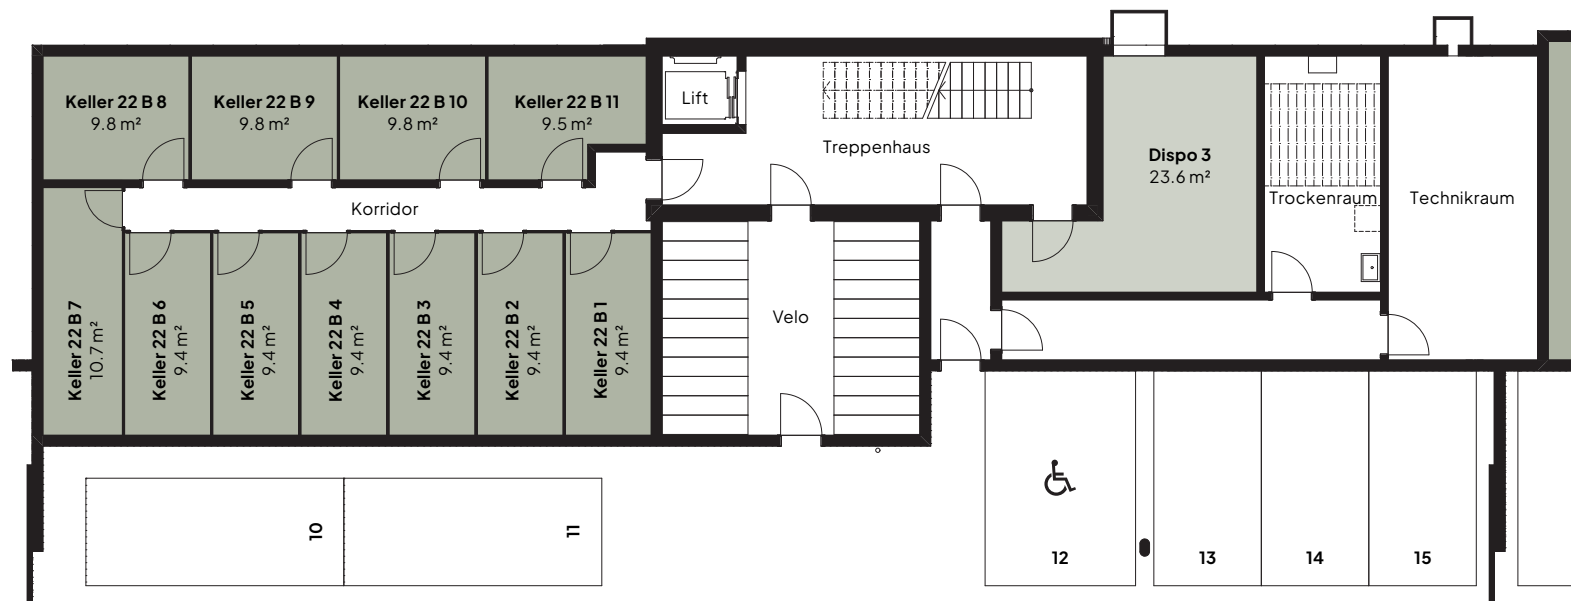 Keller 22 B 8
9.8 m²
Keller 22 B 9
9.8 m²
Keller 22 B 10
9.8 m²
Keller 22 B 11
9.5 m²
Lift
Treppenhaus
Dispo 3
23.6 m²
Trockenraum
Technikraum
Korridor
Keller 22 B 7
10.7 m²
Keller 22 B 6
9.4 m²
Keller 22 B 5
9.4 m²
Keller 22 B 4
9.4 m²
Keller 22 B 3
9.4 m²
Keller 22 B 2
9.4 m²
Keller 22 B 1
9.4 m²
Velo
10
11
12
13
14
15